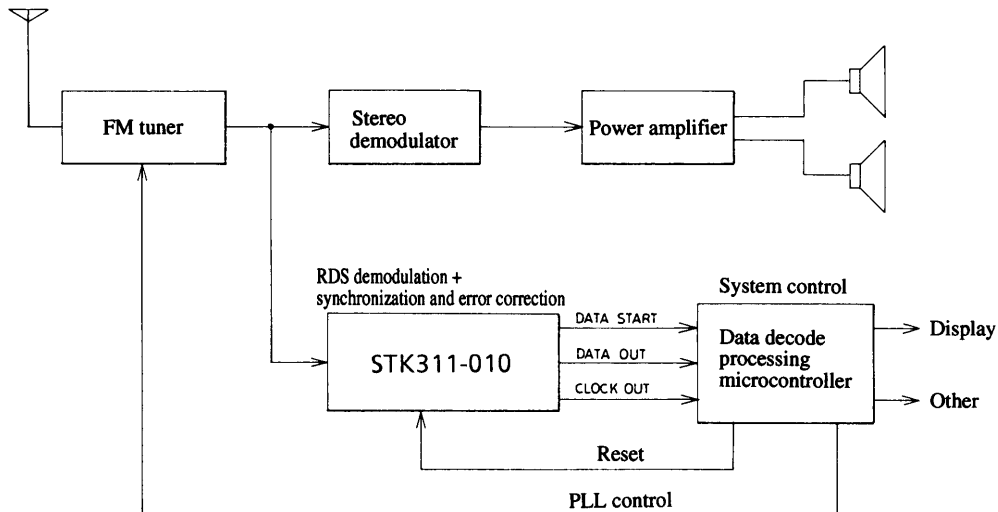 FM tuner
Stereo
demodulator
Power amplifier
RDS demodulation +
synchronization and error correction
STK311-010
DATA START
DATA OUT
CLOCK OUT
System control
Data decode
processing
microcontroller
Display
Other
Reset
PLL control